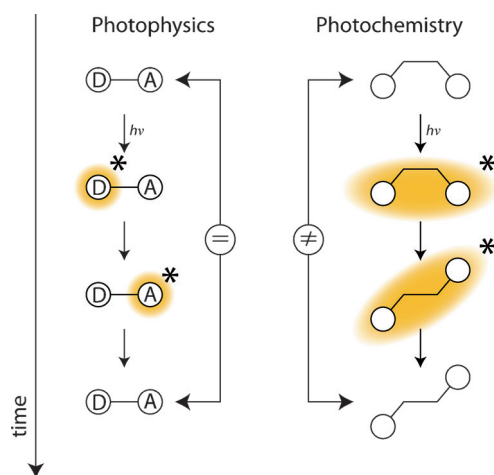 Photophysics
Photochemistry
D A
hν
hν
D * A
*
=
≠
D A *
*
D A
time